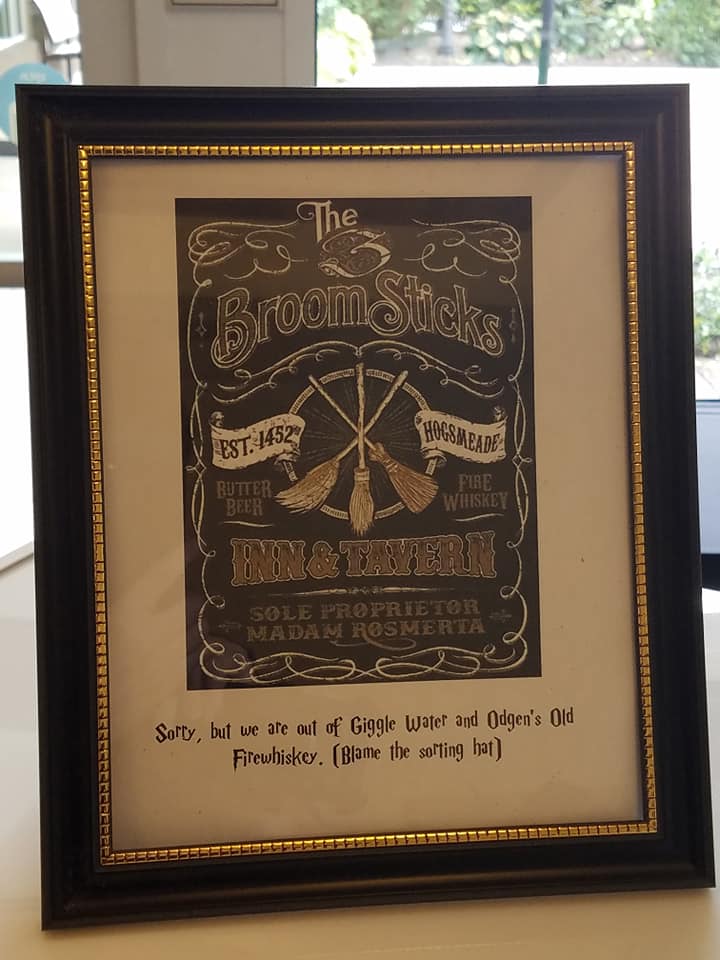 The
3
BroomSticks
EST. 1452
HOGSMEADE
BUTTER
BEER
FIRE
WHISKEY
INN & TAVERN
SOLE PROPRIETOR
MADAM ROSMERTA
Sorry, but we are out of Giggle Water and Odgen's Old
Firewhiskey. (Blame the sorting hat)